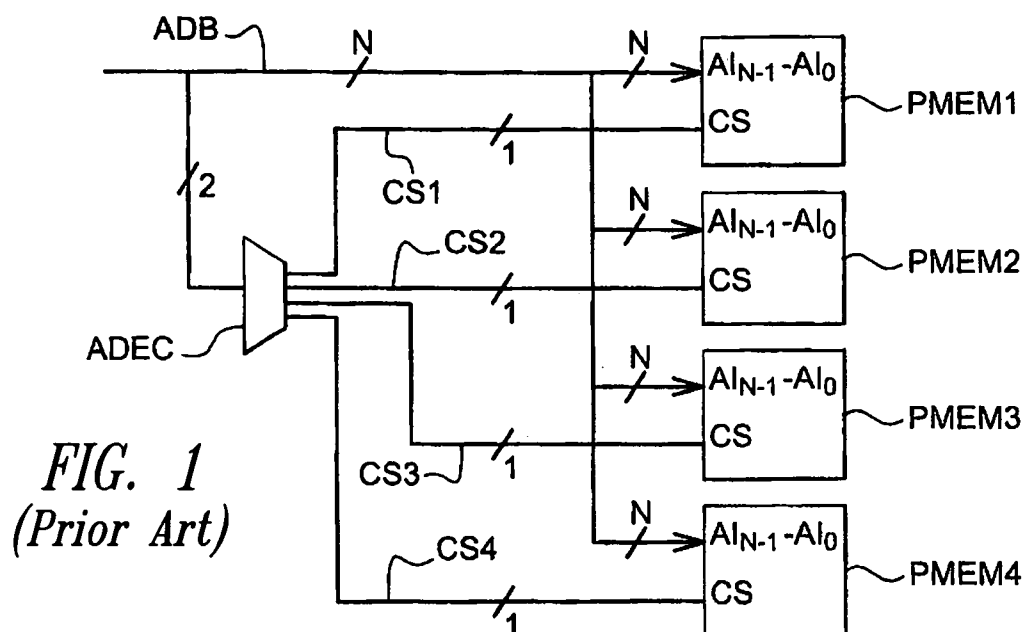 ADB
N
N
AI_{N-1}-AI_0
PMEM1
CS
1
CS1
2
N
AI_{N-1}-AI_0
PMEM2
CS2
CS
1
ADEC
N
AI_{N-1}-AI_0
PMEM3
CS
CS3
1
FIG. 1
(Prior Art)
N
AI_{N-1}-AI_0
CS4
PMEM4
CS
1